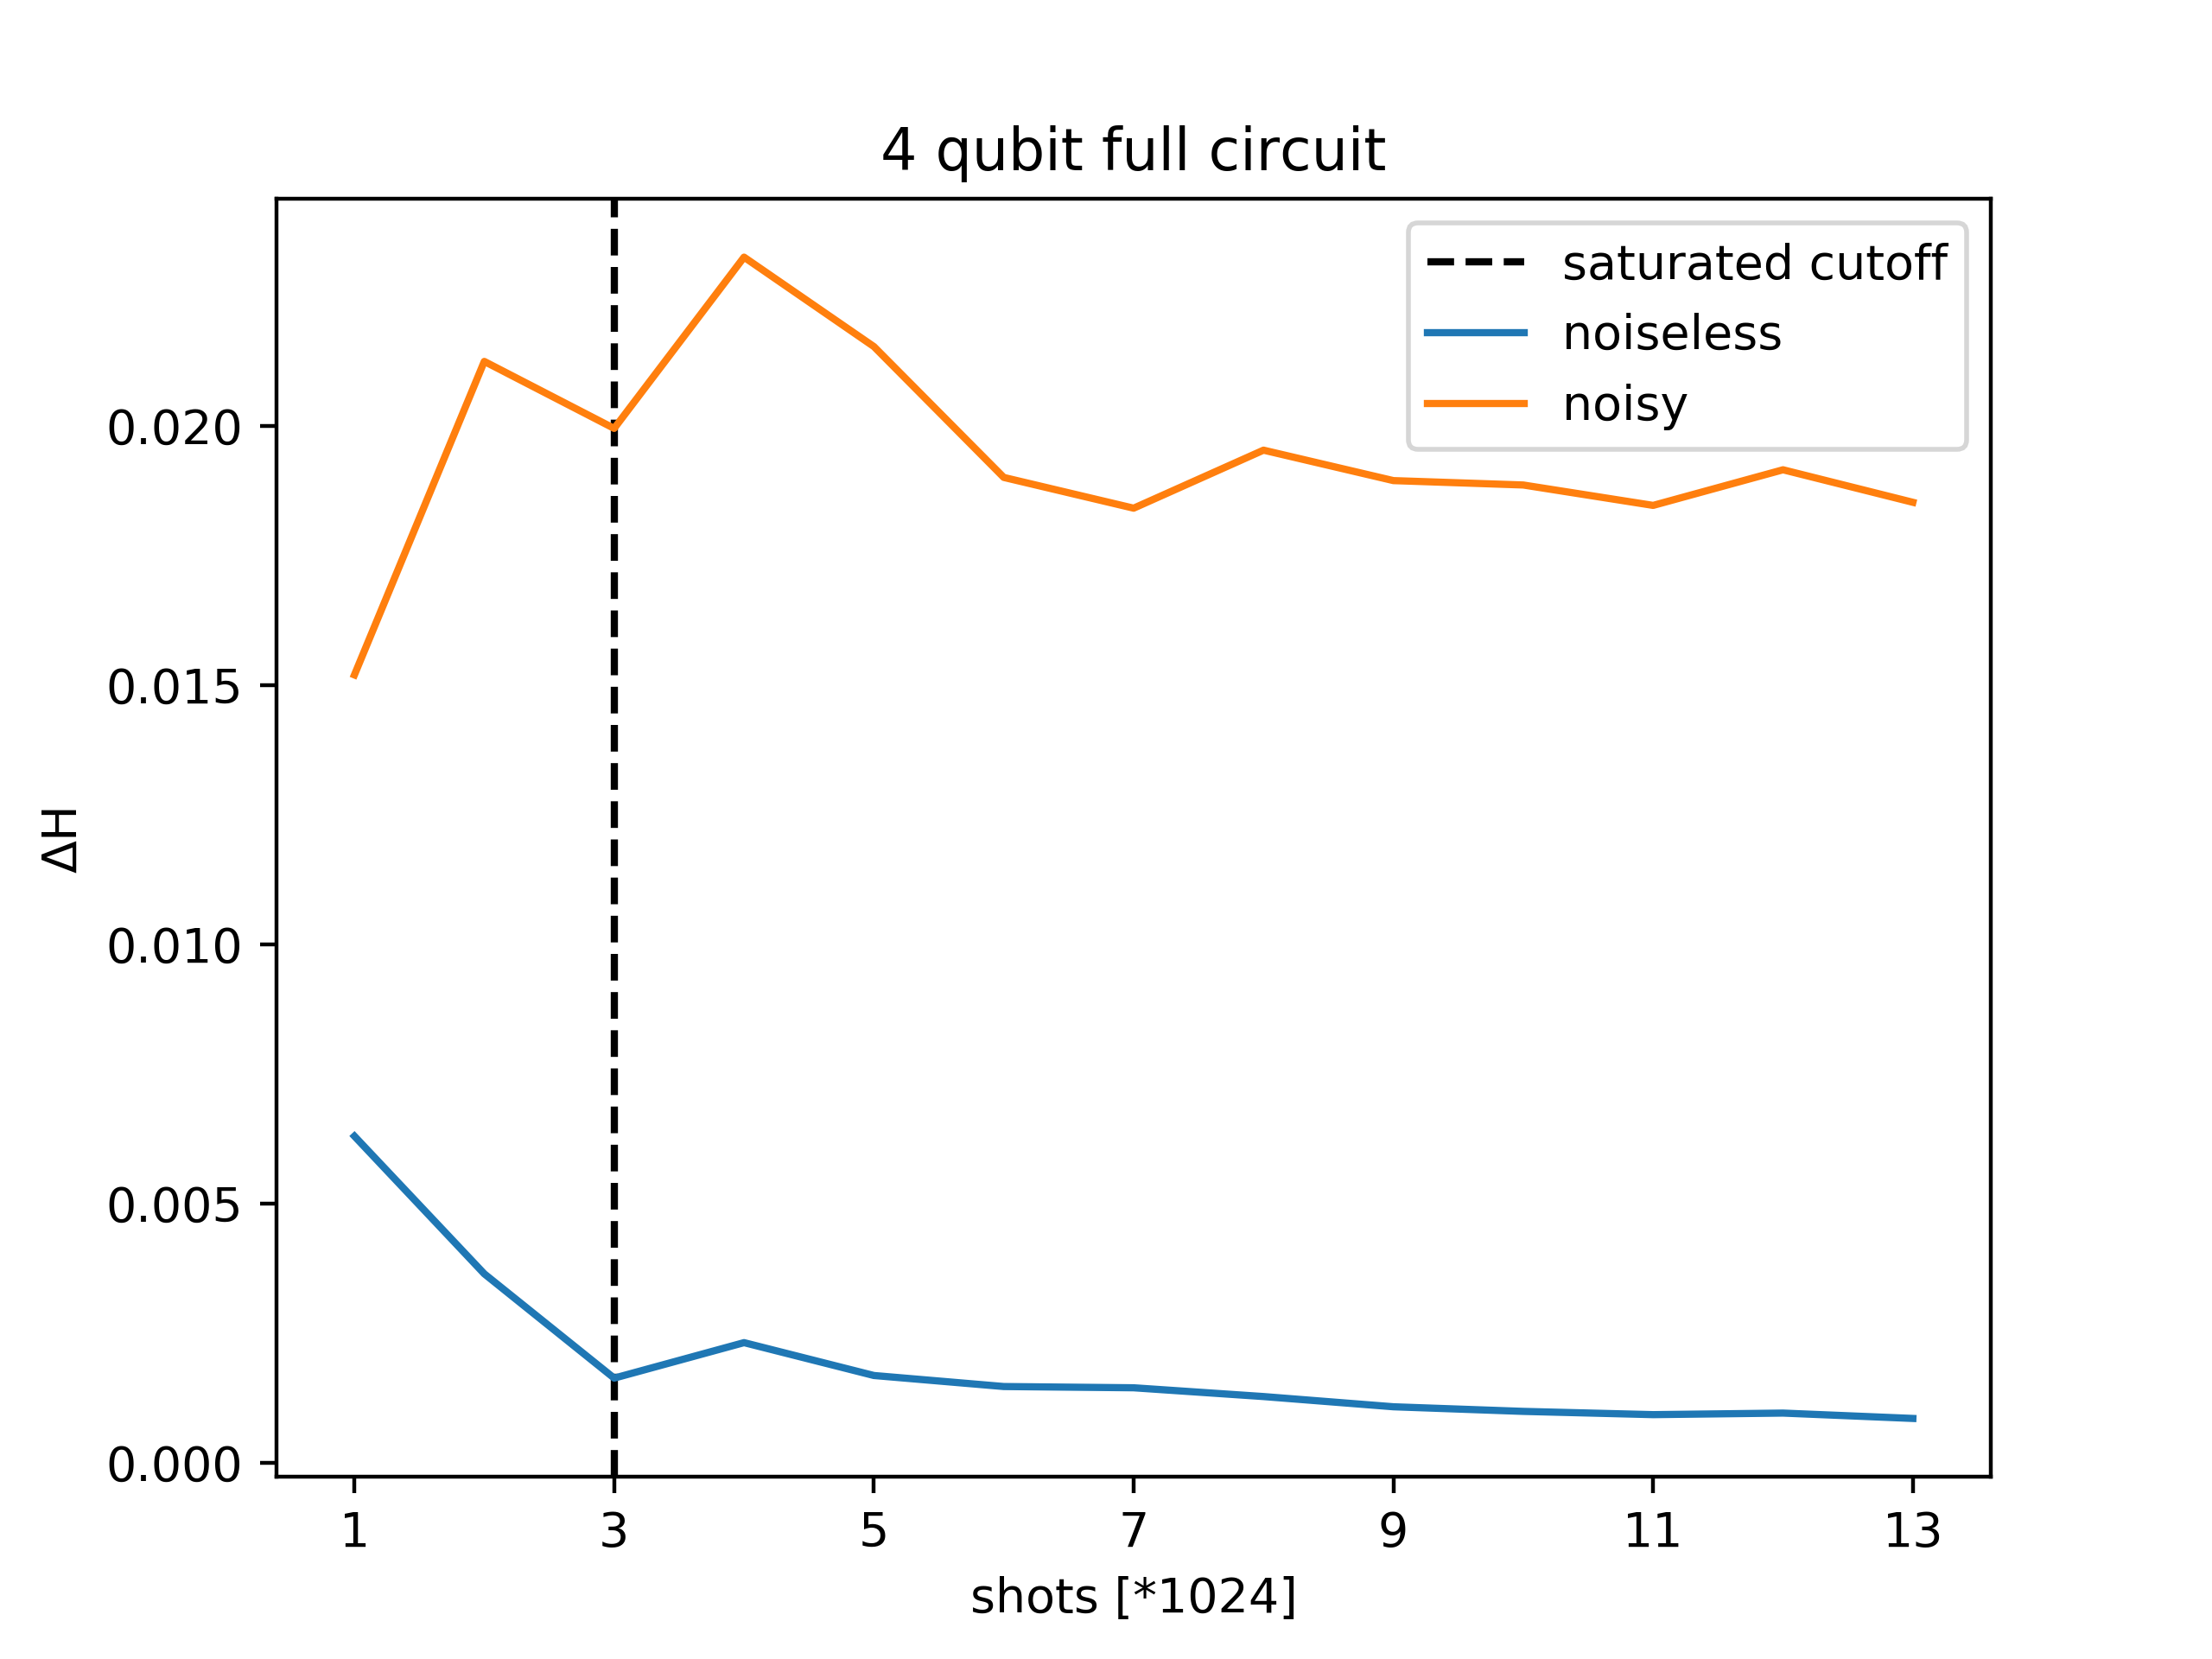 4 qubit full circuit
saturated cutoff
noiseless
noisy
0.020
0.015
0.010
0.005
0.000
ΔH
1 3 5 7 9 11 13
shots [*1024]